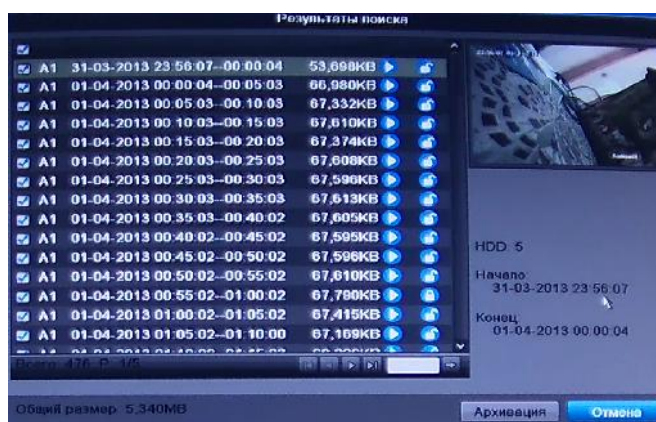 Результаты поиска
A1 31-03-2013 23:56:07--00:00:04 53,698KB
A1 01-04-2013 00:00:04--00:05:03 66,980KB
A1 01-04-2013 00:05:03--00:10:03 67,332KB
A1 01-04-2013 00:10:03--00:15:03 67,610KB
A1 01-04-2013 00:15:03--00:20:03 67,374KB
A1 01-04-2013 00:20:03--00:25:03 67,608KB
A1 01-04-2013 00:25:03--00:30:03 67,596KB
A1 01-04-2013 00:30:03--00:35:03 67,613KB
A1 01-04-2013 00:35:03--00:40:02 67,605KB
A1 01-04-2013 00:40:02--00:45:02 67,595KB
A1 01-04-2013 00:45:02--00:50:02 67,596KB
A1 01-04-2013 00:50:02--00:55:02 67,610KB
A1 01-04-2013 00:55:02--01:00:02 67,790KB
A1 01-04-2013 01:00:02--01:05:02 67,415KB
A1 01-04-2013 01:05:02--01:10:00 67,169KB
Всего: 476 P: 1/5
HDD: 5
Начало:
31-03-2013 23:56:07
Конец:
01-04-2013 00:00:04
Общий размер: 5,340MB
Архивация
Отмена